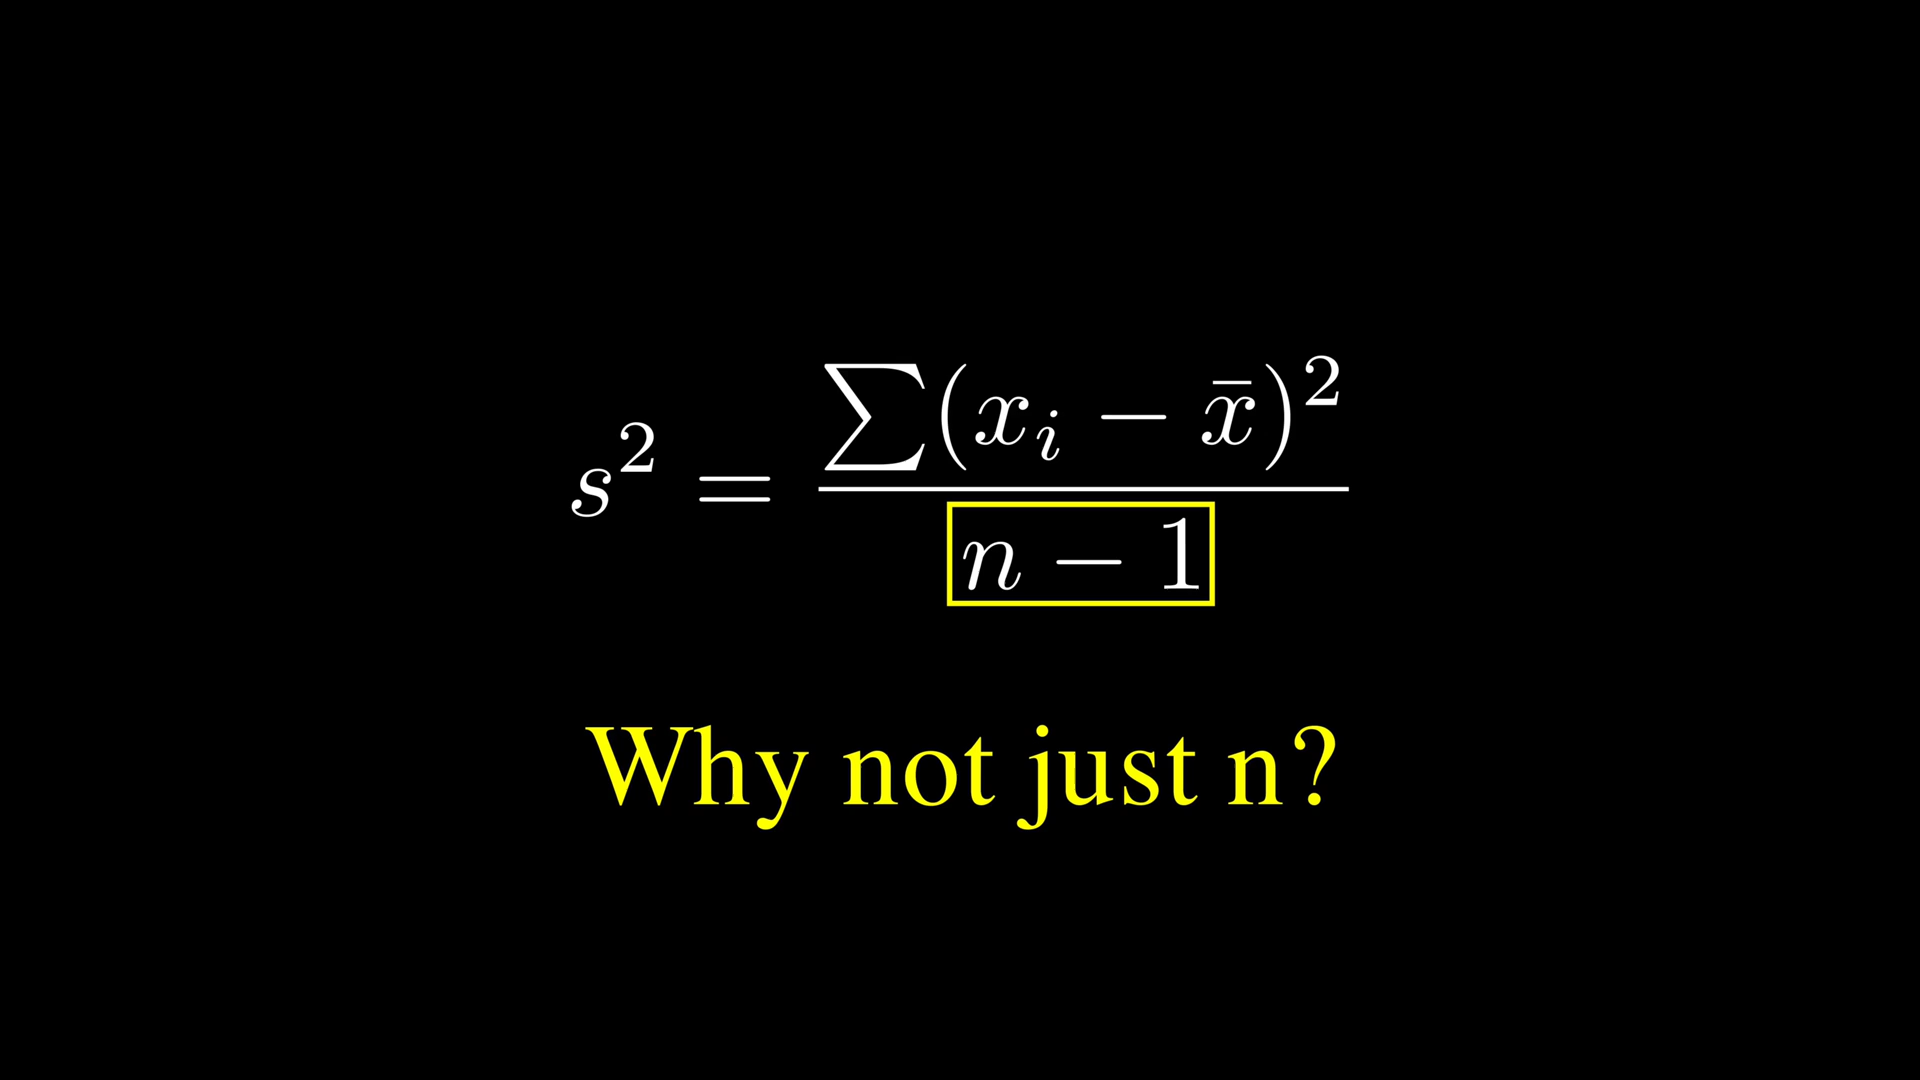 s² = ∑(xᵢ − x̄)² / n − 1
Why not just n?